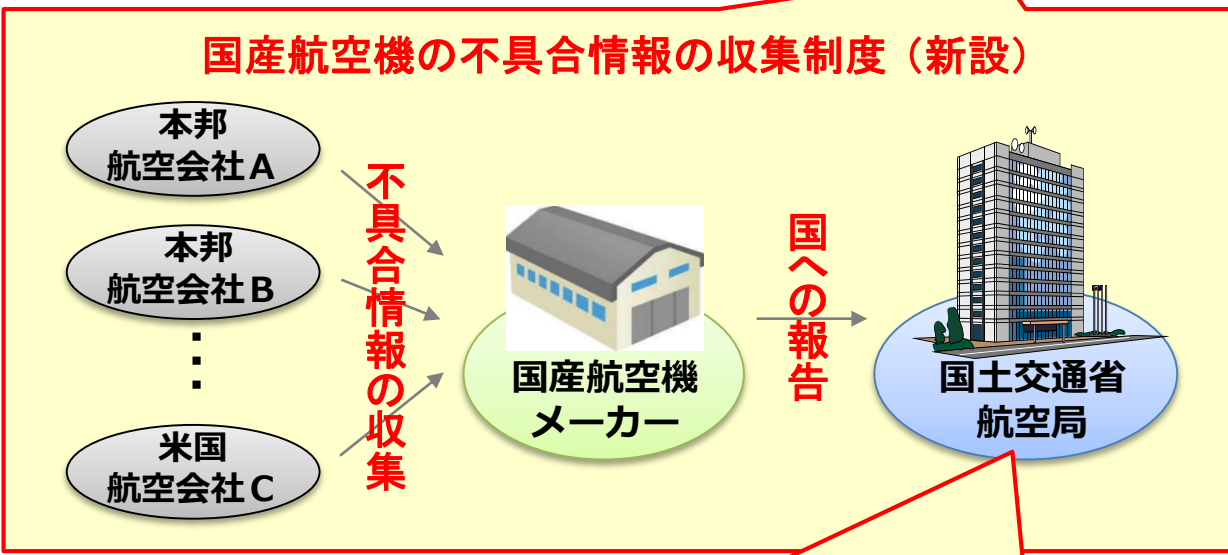 国産航空機の不具合情報の収集制度（新設）
本邦
航空会社A
本邦
航空会社B
・・・
米国
航空会社C
不具合情報の収集
国産航空機
メーカー
国への報告
国土交通省
航空局